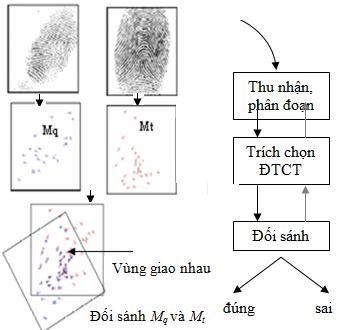 Mq
Mt
Vùng giao nhau
Đối sánh Mq và Mt
Thu nhận,
phân đoạn
Trích chọn
ĐTCT
Đối sánh
đúng
sai